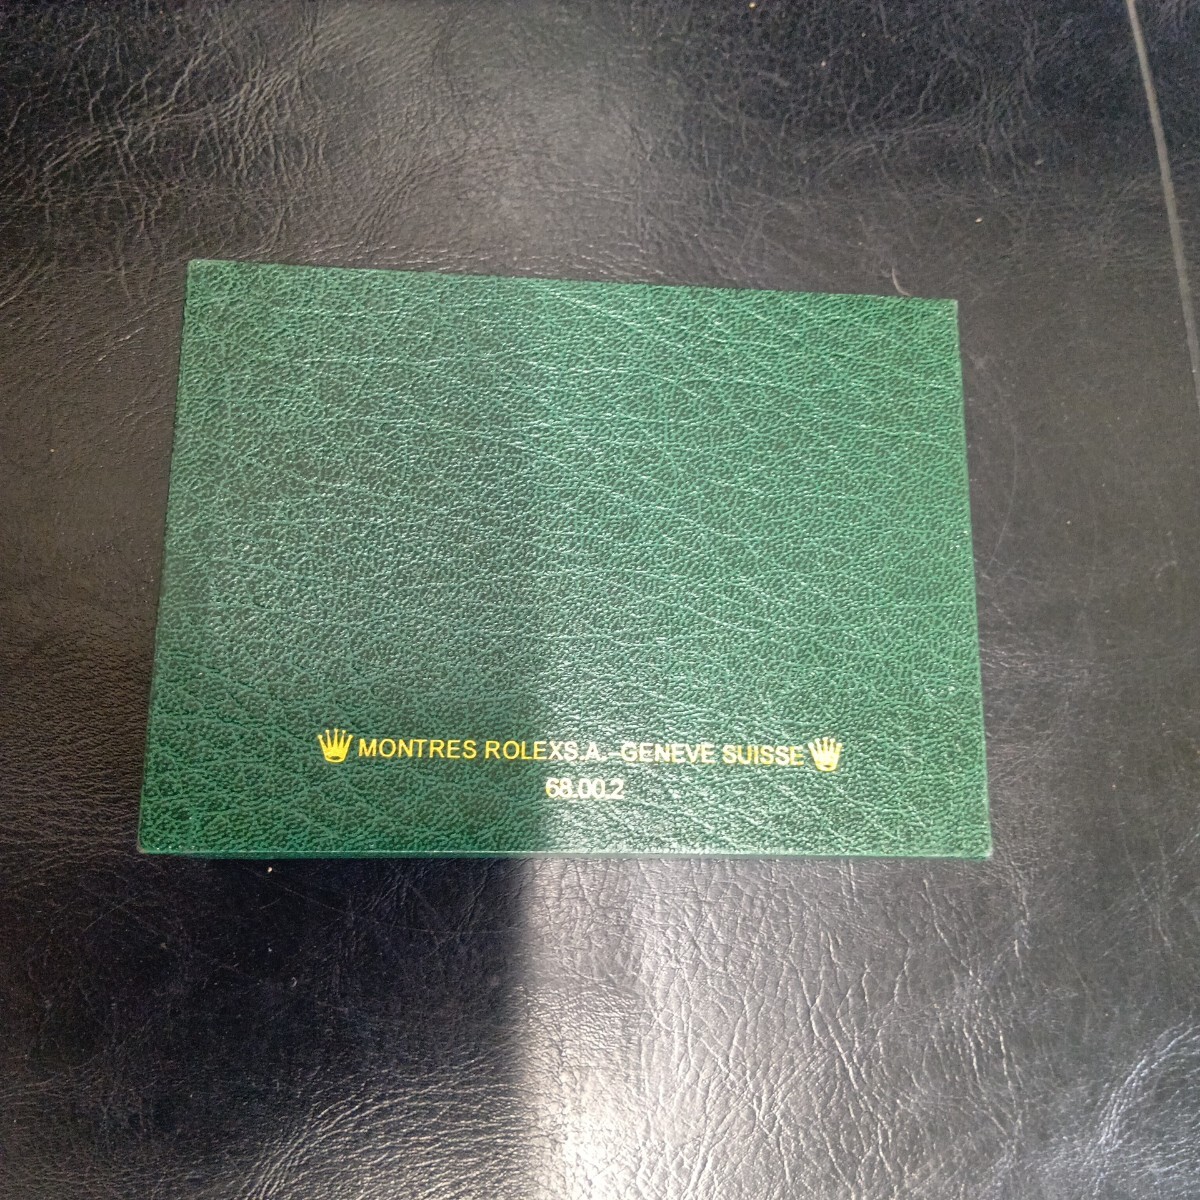 MONTRES ROLEXS.A.-GENEVE SUISSE
68.00.2